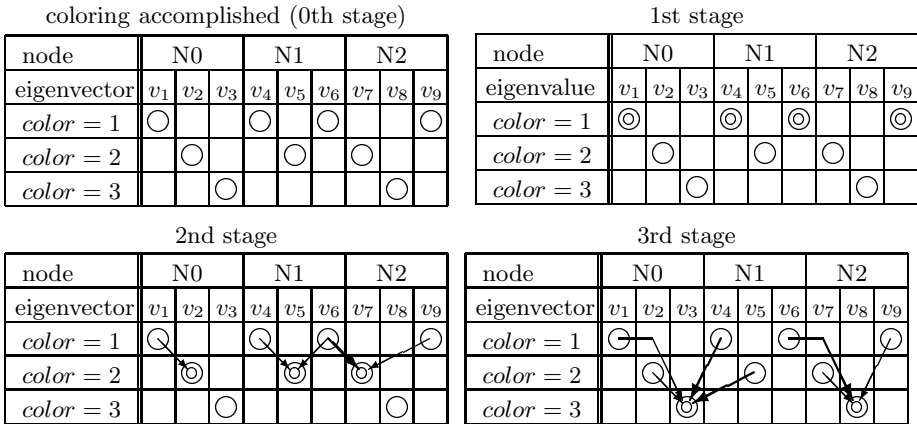 coloring accomplished (0th stage)
node N0 N1 N2
eigenvector v₁ v₂ v₃ v₄ v₅ v₆ v₇ v₈ v₉
color = 1
color = 2
color = 3
1st stage
node N0 N1 N2
eigenvalue v₁ v₂ v₃ v₄ v₅ v₆ v₇ v₈ v₉
color = 1
color = 2
color = 3
2nd stage
node N0 N1 N2
eigenvector v₁ v₂ v₃ v₄ v₅ v₆ v₇ v₈ v₉
color = 1
color = 2
color = 3
3rd stage
node N0 N1 N2
eigenvector v₁ v₂ v₃ v₄ v₅ v₆ v₇ v₈ v₉
color = 1
color = 2
color = 3